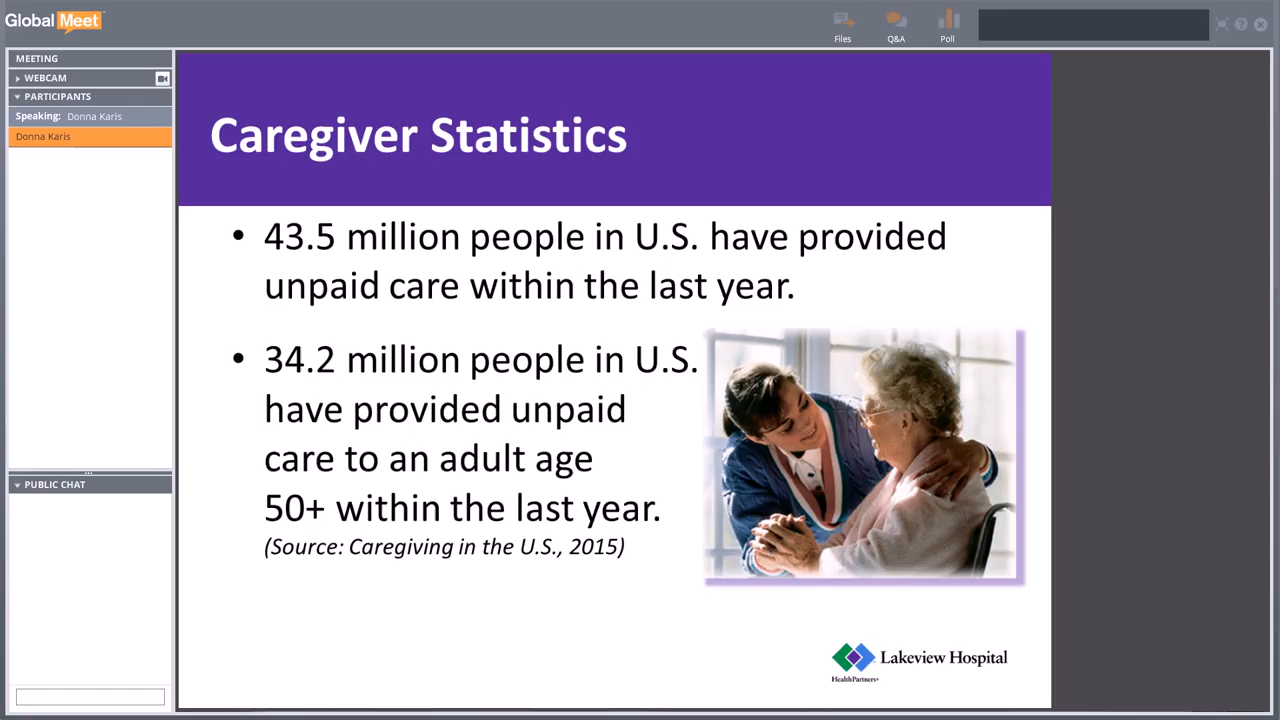 Global Meet
Files
Q&A
Poll
MEETING
WEBCAM
PARTICIPANTS
Speaking: Donna Karis
Donna Karis
PUBLIC CHAT
Caregiver Statistics
• 43.5 million people in U.S. have provided
unpaid care within the last year.
• 34.2 million people in U.S.
have provided unpaid
care to an adult age
50+ within the last year.
(Source: Caregiving in the U.S., 2015)
Lakeview Hospital
HealthPartners